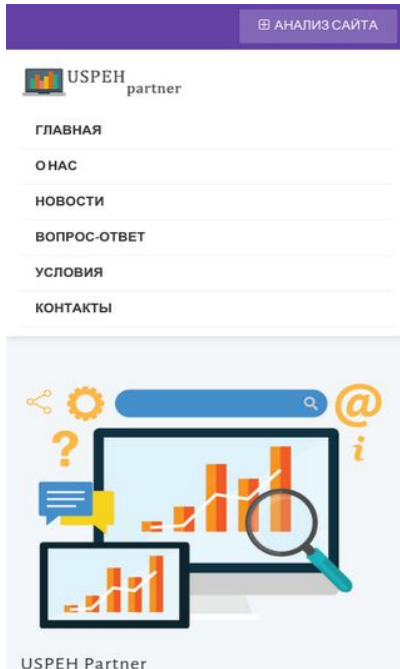 АНАЛИЗ САЙТА
USPEH
partner
ГЛАВНАЯ
О НАС
НОВОСТИ
ВОПРОС-ОТВЕТ
УСЛОВИЯ
КОНТАКТЫ
@
?
i
USPEH Partner